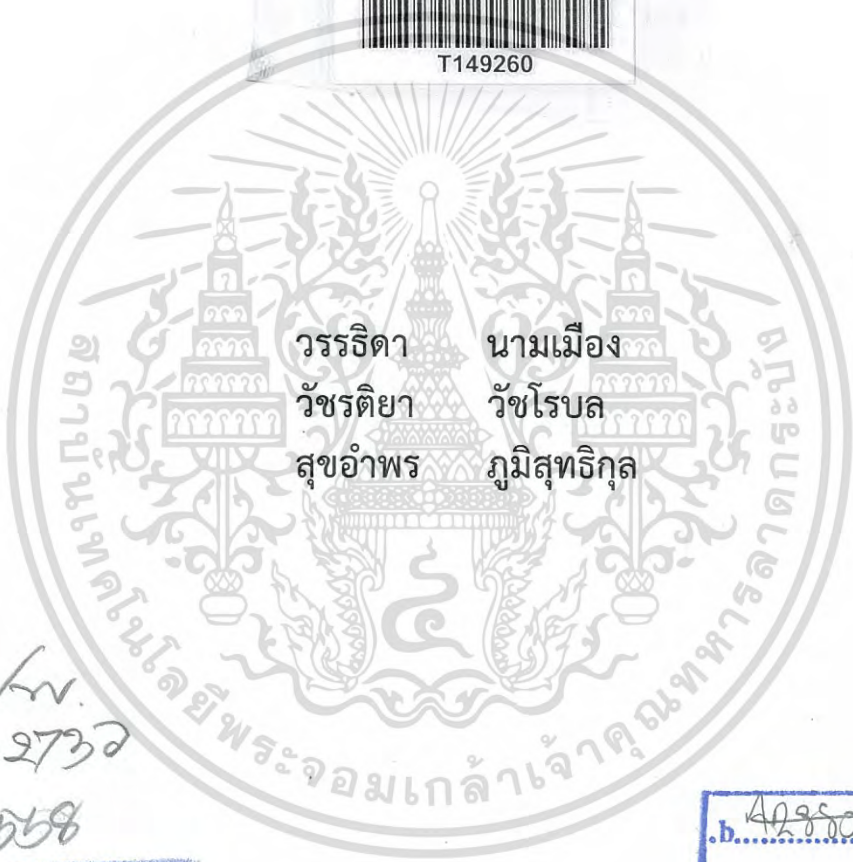 T149260
วรรธิดา นามเมือง
วัชรติยา วัชโรบล
สุขอำพร ภูมิสุทธิกุล
สถาบันเทคโนโลยีพระจอมเกล้าเจ้าคุณทหารลาดกระบัง
.b.